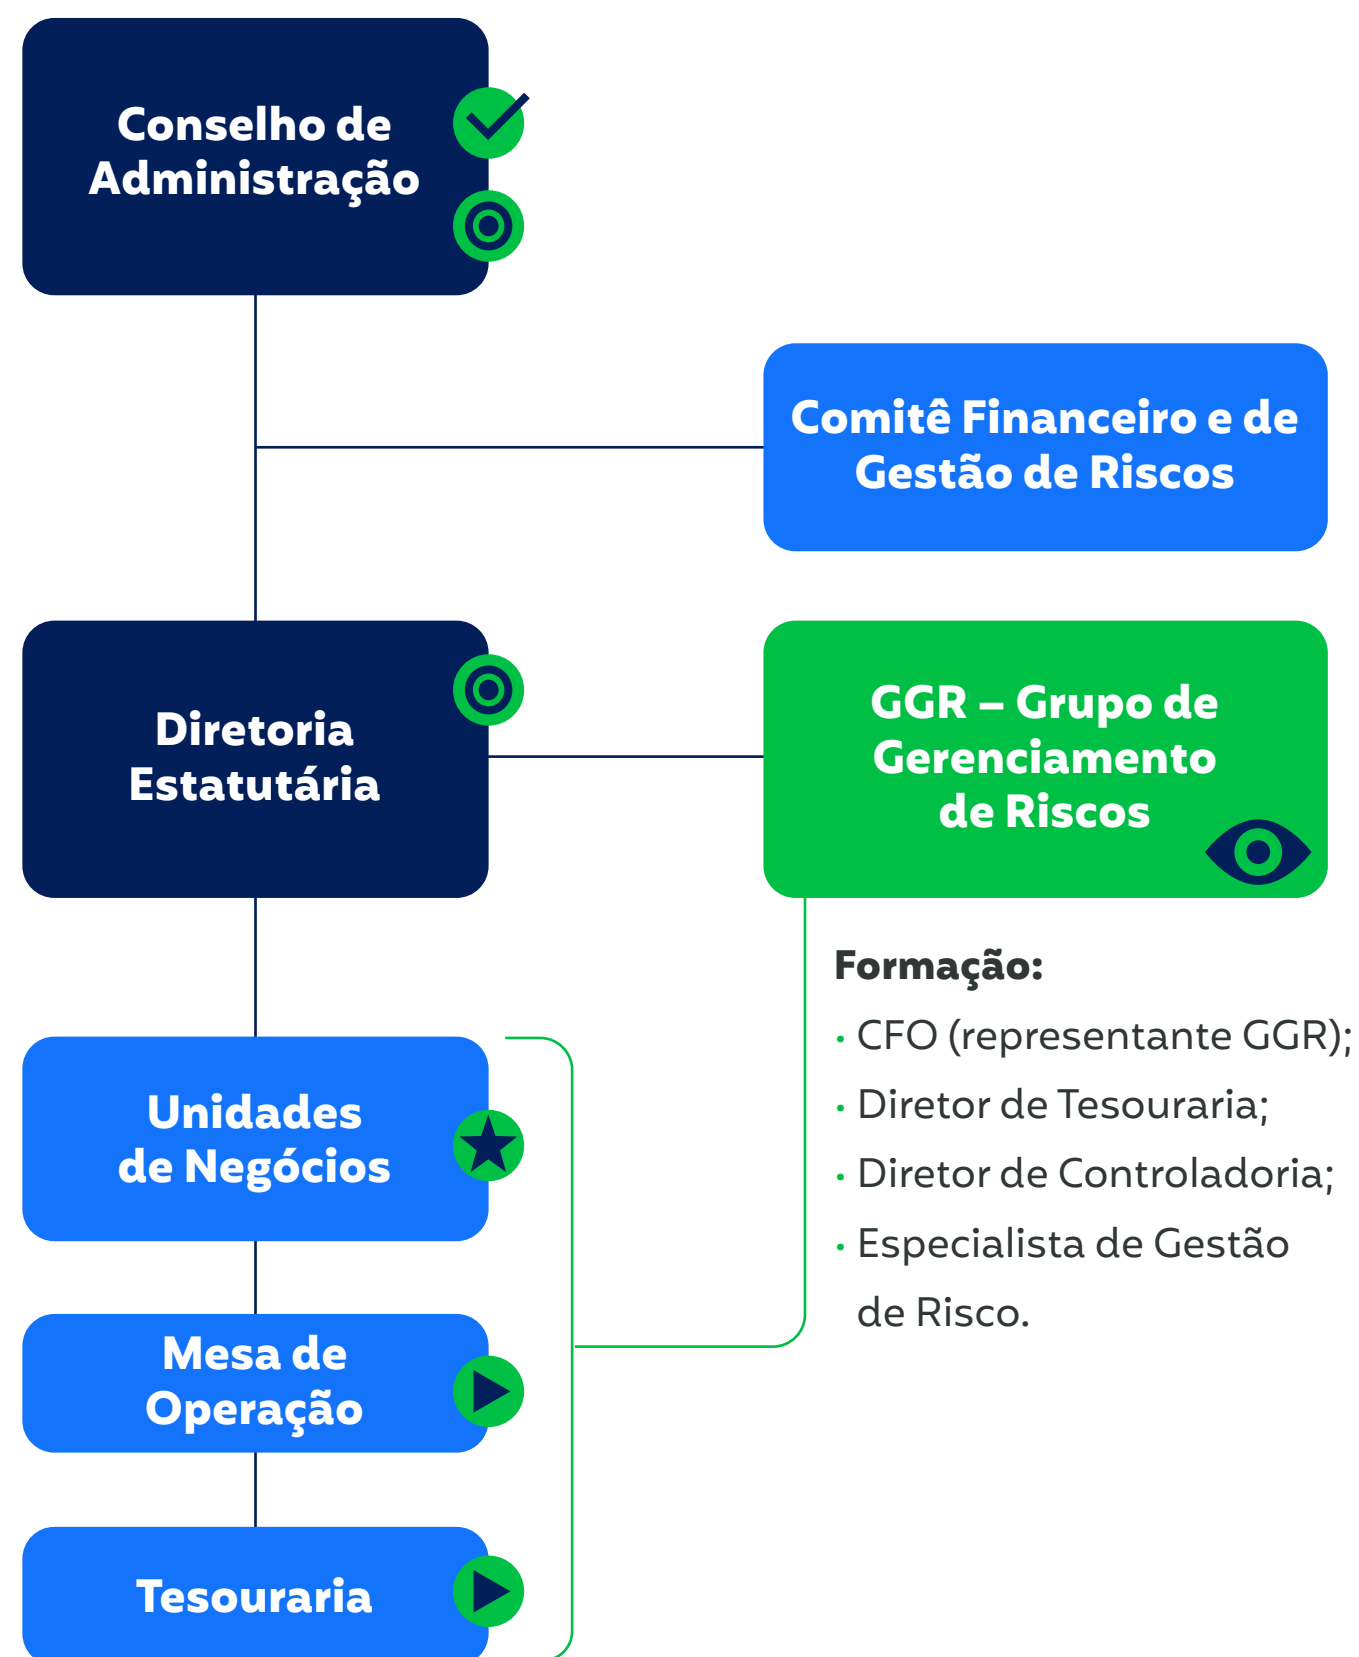 Conselho de
Administração
Comitê Financeiro e de
Gestão de Riscos
Diretoria
Estatutária
GGR – Grupo de
Gerenciamento
de Riscos
Formação:
• CFO (representante GGR);
• Diretor de Tesouraria;
• Diretor de Controladoria;
• Especialista de Gestão
de Risco.
Unidades
de Negócios
Mesa de
Operação
Tesouraria